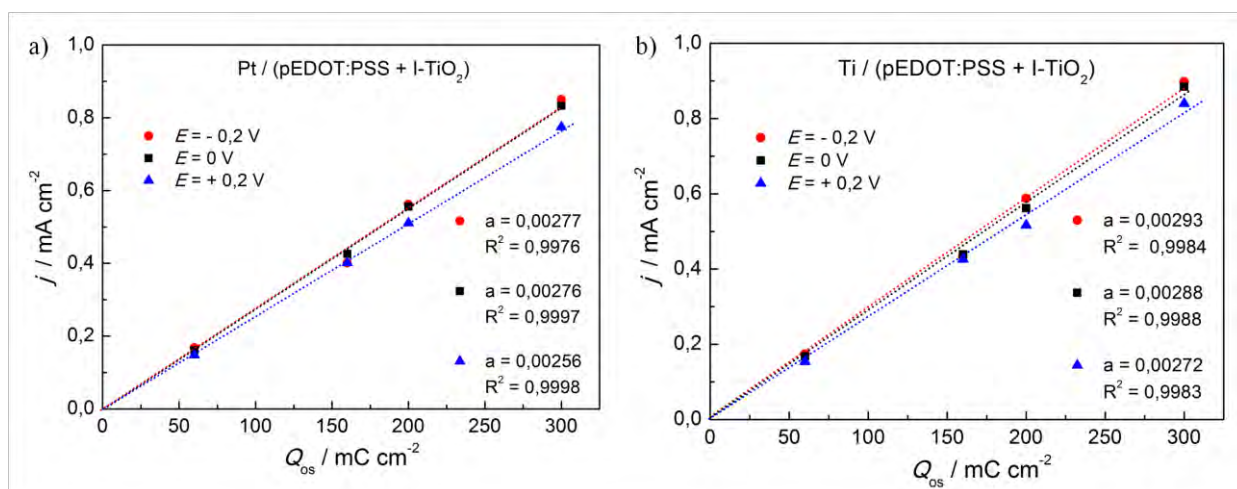 a)
Pt / (pEDOT:PSS + I-TiO₂)
E = - 0,2 V
E = 0 V
E = + 0,2 V
a = 0,00277
R² = 0,9976
a = 0,00276
R² = 0,9997
a = 0,00256
R² = 0,9998
1,0
0,8
0,6
0,4
0,2
0,0
j / mA cm⁻²
0 50 100 150 200 250 300
Qos / mC cm⁻²
b)
Ti / (pEDOT:PSS + I-TiO₂)
E = - 0,2 V
E = 0 V
E = + 0,2 V
a = 0,00293
R² = 0,9984
a = 0,00288
R² = 0,9988
a = 0,00272
R² = 0,9983
1,0
0,8
0,6
0,4
0,2
0,0
j / mA cm⁻²
0 50 100 150 200 250 300
Qos / mC cm⁻²